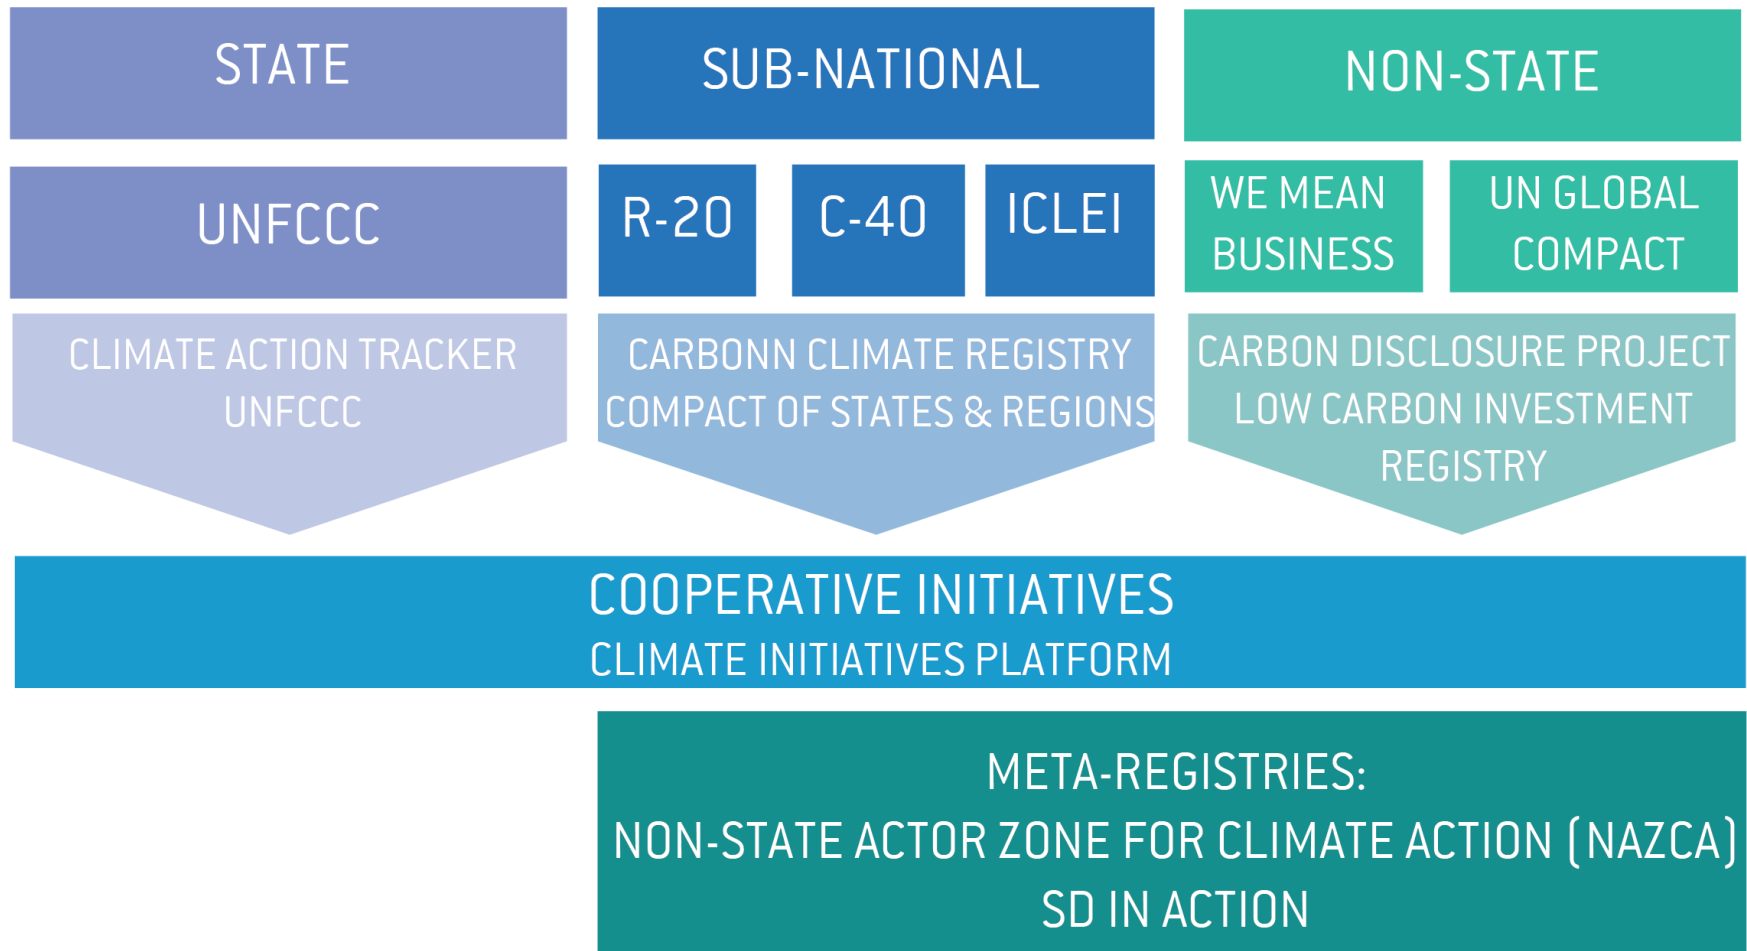 STATE
SUB-NATIONAL
NON-STATE
UNFCCC
R-20
C-40
ICLEI
WE MEAN
BUSINESS
UN GLOBAL
COMPACT
CLIMATE ACTION TRACKER
UNFCCC
CARBONN CLIMATE REGISTRY
COMPACT OF STATES & REGIONS
CARBON DISCLOSURE PROJECT
LOW CARBON INVESTMENT
REGISTRY
COOPERATIVE INITIATIVES
CLIMATE INITIATIVES PLATFORM
META-REGISTRIES:
NON-STATE ACTOR ZONE FOR CLIMATE ACTION (NAZCA)
SD IN ACTION